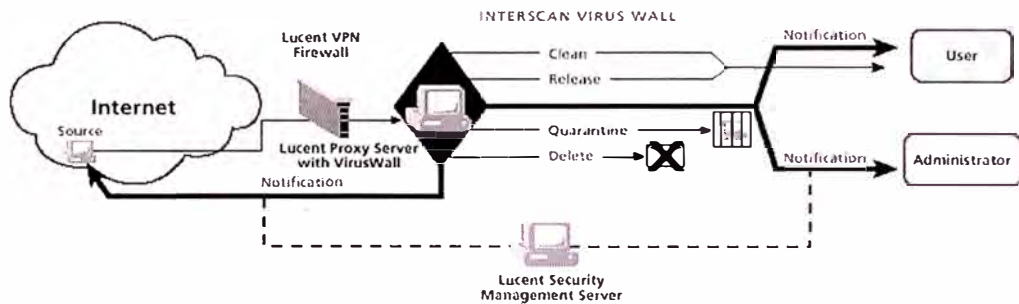 INTERSCAN VIRUS WALL
Lucent VPN
Firewall
Notification
Clean
User
Release
Internet
Source
Quarantine
Lucent Proxy Server
with VirusWall
Delete
Notification
Administrator
Notification
Lucent Security
Management Server